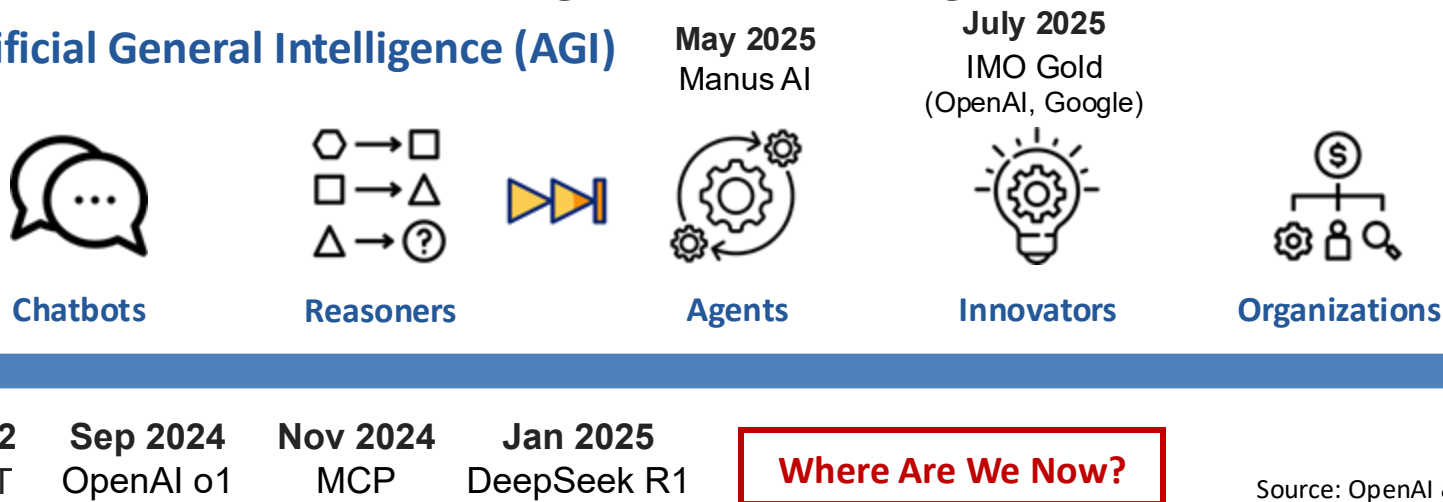 ificial General Intelligence (AGI)
May 2025
Manus AI
July 2025
IMO Gold
(OpenAI, Google)
Chatbots
Reasoners
Agents
Innovators
Organizations
2
T
Sep 2024
OpenAI o1
Nov 2024
MCP
Jan 2025
DeepSeek R1
Where Are We Now?
Source: OpenAI